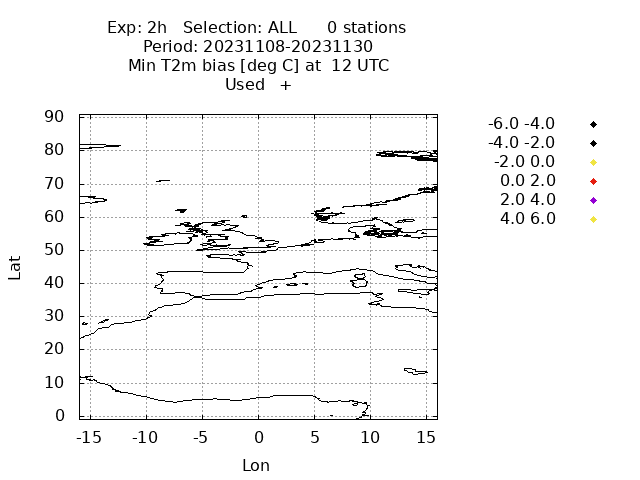 Exp: 2h   Selection: ALL      0 stations
Period: 20231108-20231130
Min T2m bias [deg C] at  12 UTC
Used   +
90
80
70
60
50
40
30
20
10
0
-15 -10 -5 0 5 10 15
Lat
Lon
-6.0 -4.0
-4.0 -2.0
-2.0 0.0
0.0 2.0
2.0 4.0
4.0 6.0